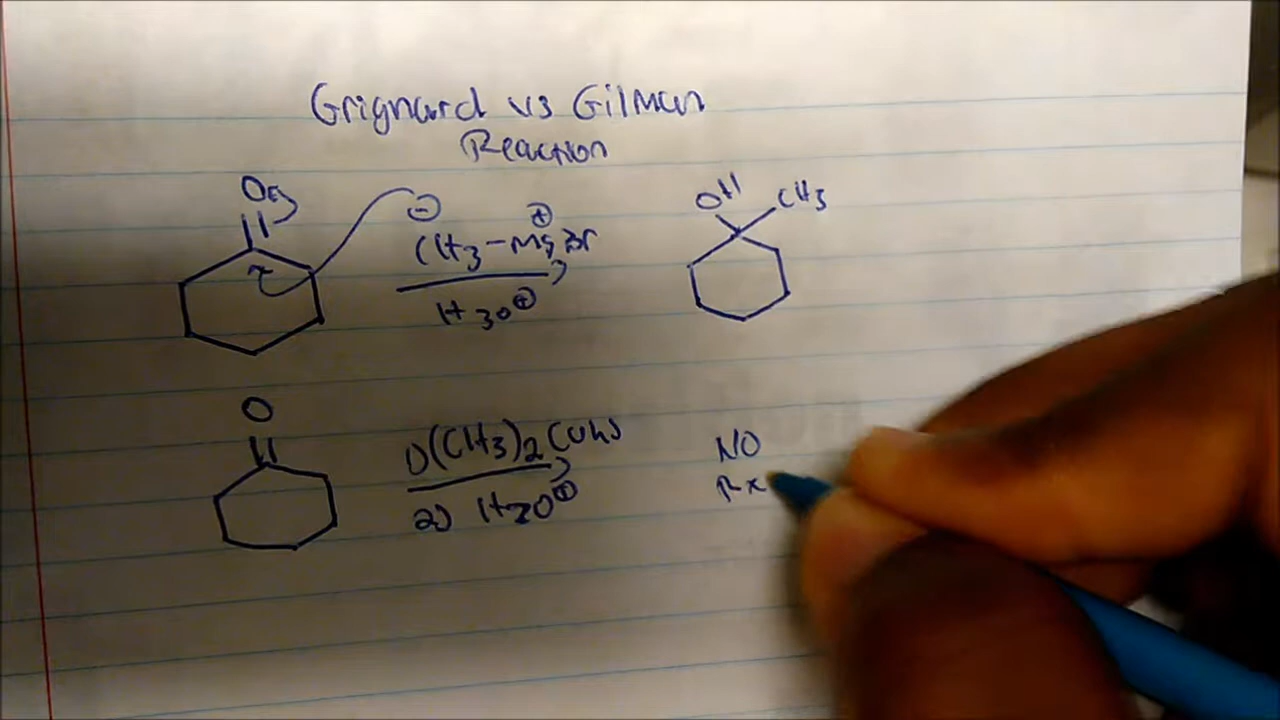 Grignard vs Gilman
Reaction
O
⊖
⊕
CH3-MgBr
H3O⊕
OH
CH3
O
1)(CH3)2CuLi
2) H3O⊕
NO
Rx